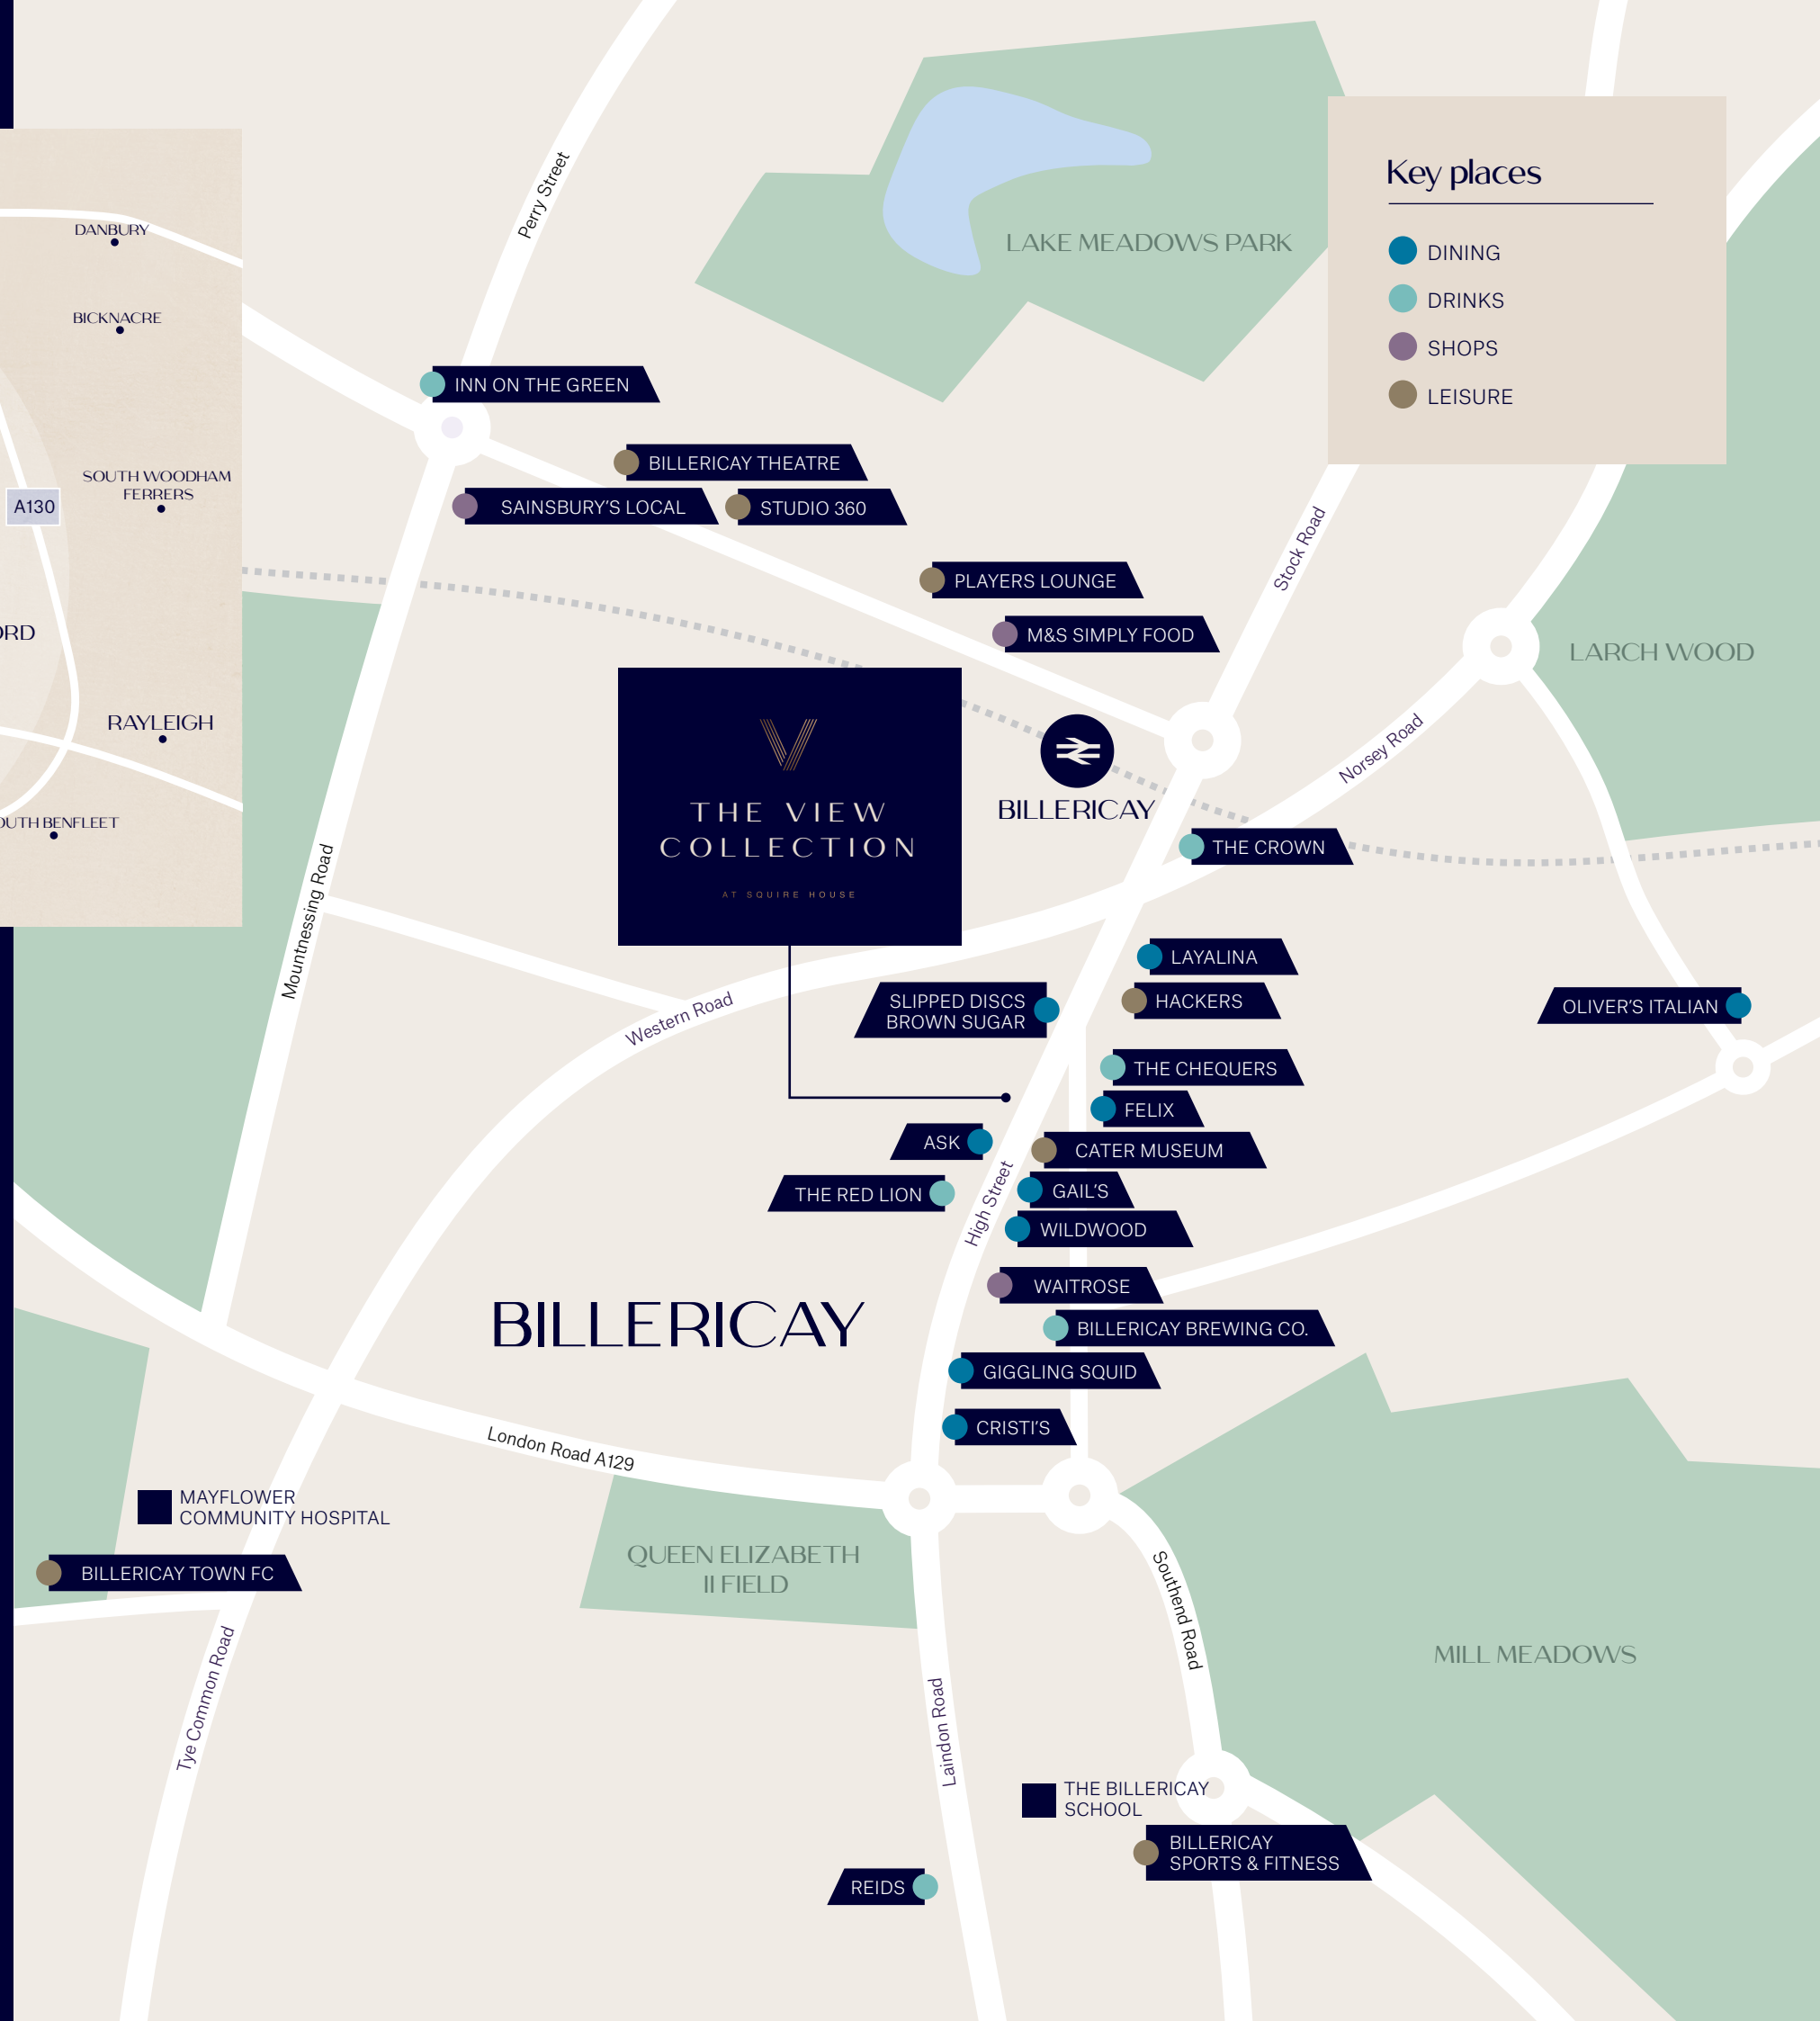 Perry Street
DANBURY
BICKNACRE
SOUTH WOODHAM
FERRERS
A130
RAYLEIGH
Key places
DINING
DRINKS
SHOPS
LEISURE
LAKE MEADOWS PARK
INN ON THE GREEN
BILLERICAY THEATRE
SAINSBURY'S LOCAL
STUDIO 360
PLAYERS LOUNGE
M&S SIMPLY FOOD
Stock Road
LARCH WOOD
Norsey Road
THE VIEW
COLLECTION
AT SQUIRE HOUSE
BILLERICAY
THE CROWN
Mountnessing Road
Western Road
LAYALINA
SLIPPED DISCS
BROWN SUGAR
HACKERS
OLIVER'S ITALIAN
THE CHEQUERS
FELIX
ASK
CATER MUSEUM
THE RED LION
GAIL'S
High Street
WILDWOOD
WAITROSE
BILLERICAY
BILLERICAY BREWING CO.
GIGGLING SQUID
CRISTI'S
London Road A129
MAYFLOWER
COMMUNITY HOSPITAL
BILLERICAY TOWN FC
QUEEN ELIZABETH
II FIELD
Southend Road
MILL MEADOWS
Tye Common Road
Laindon Road
THE BILLERICAY
SCHOOL
BILLERICAY
SPORTS & FITNESS
REIDS